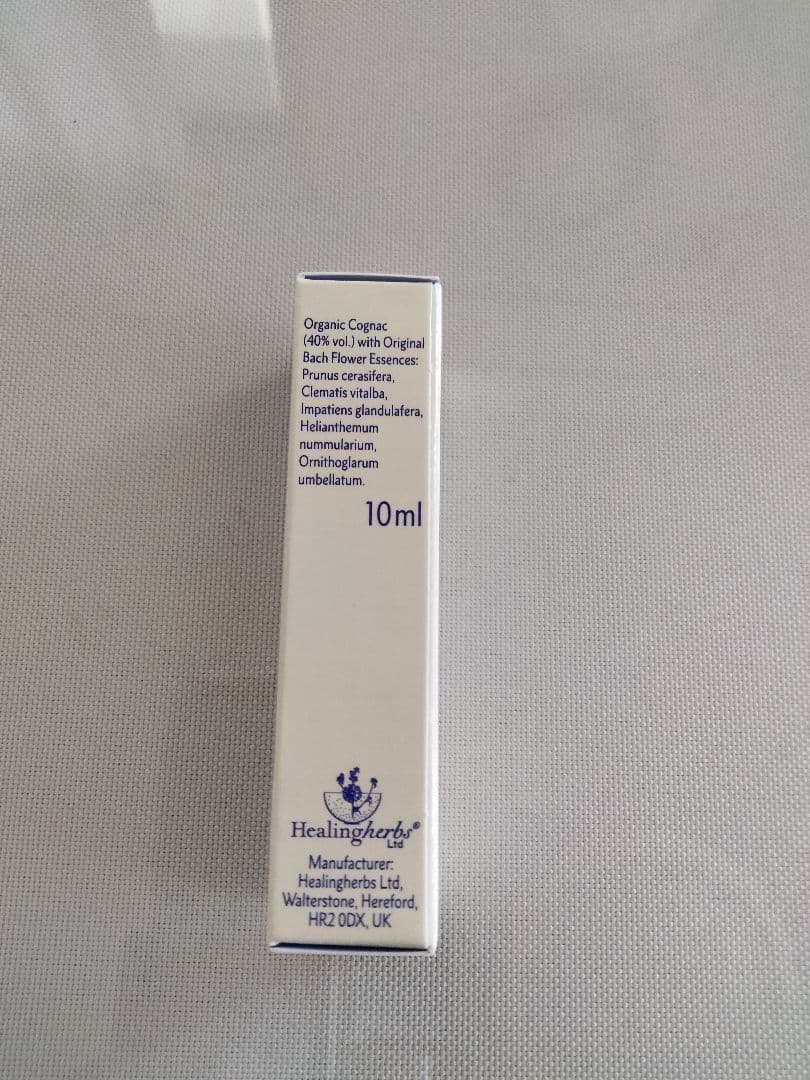 Organic Cognac
(40% vol.) with Original
Bach Flower Essences:
Prunus cerasifera,
Clematis vitalba,
Impatiens glandulafera,
Helianthemum
nummularium,
Ornithoglarum
umbellatum.
10ml
Healingherbs®
Ltd
Manufacturer:
Healingherbs Ltd,
Walterstone, Hereford,
HR2 0DX, UK